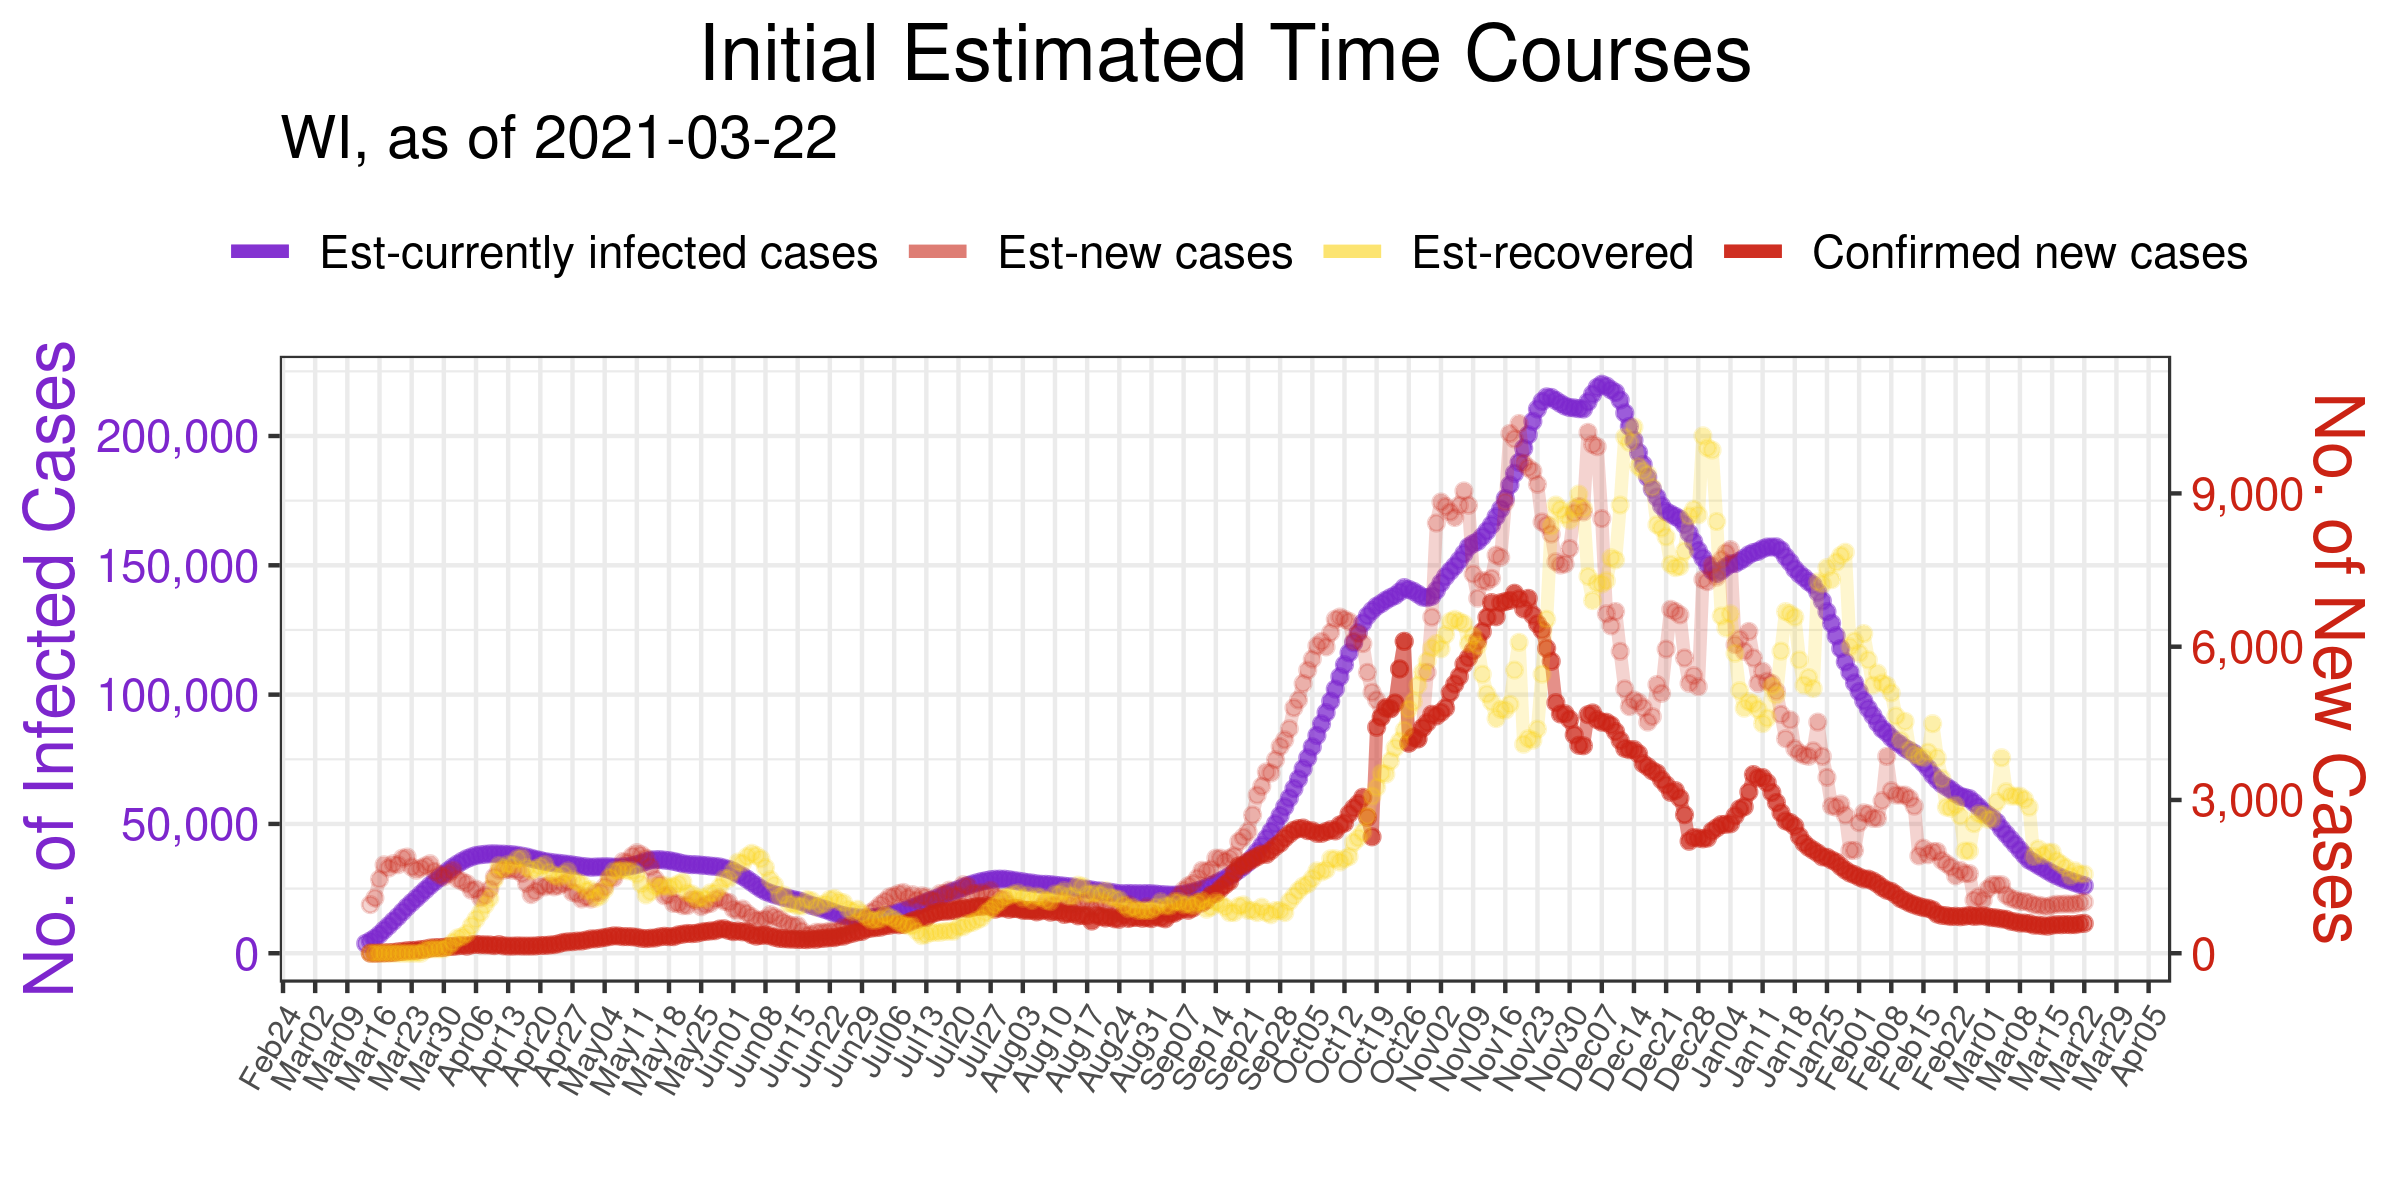 Initial Estimated Time Courses
WI, as of 2021-03-22
Est-currently infected cases Est-new cases Est-recovered Confirmed new cases
No. of Infected Cases
200,000
150,000
100,000
50,000
0
9,000
6,000
3,000
0
No. of New Cases
Feb24 Mar02 Mar09 Mar16 Mar23 Mar30 Apr06 Apr13 Apr20 Apr27 May04 May11 May18 May25 Jun01 Jun08 Jun15 Jun22 Jun29 Jul06 Jul13 Jul20 Jul27 Aug03 Aug10 Aug17 Aug24 Aug31 Sep07 Sep14 Sep21 Sep28 Oct05 Oct12 Oct19 Oct26 Nov02 Nov09 Nov16 Nov23 Nov30 Dec07 Dec14 Dec21 Dec28 Jan04 Jan11 Jan18 Jan25 Feb01 Feb08 Feb15 Feb22 Mar01 Mar08 Mar15 Mar22 Mar29 Apr05